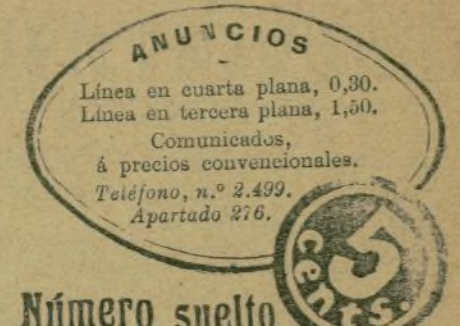 ANUNCIOS
Línea en cuarta plana, 0,30.
Línea en tercera plana, 1,50.
Comunicados,
á precios convencionales.
Teléfono, n.º 2.499.
Apartado 276.
Número suelto 5 cents.